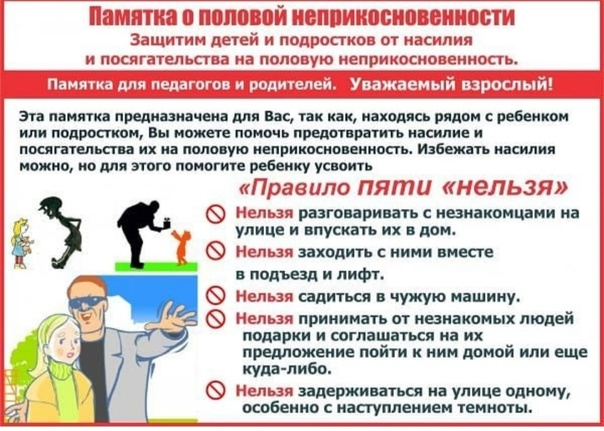 Памятка о половой неприкосновенности
Защитим детей и подростков от насилия
и посягательства на половую неприкосновенность.
Памятка для педагогов и родителей. Уважаемый взрослый!
Эта памятка предназначена для Вас, так как, находясь рядом с ребенком
или подростком, Вы можете помочь предотвратить насилие и
посягательства их на половую неприкосновенность. Избежать насилия
можно, но для этого помогите ребенку усвоить
«Правило пяти «нельзя»
Нельзя разговаривать с незнакомцами на
улице и впускать их в дом.
Нельзя заходить с ними вместе
в подъезд и лифт.
Нельзя садиться в чужую машину.
Нельзя принимать от незнакомых людей
подарки и соглашаться на их
предложение пойти к ним домой или еще
куда-либо.
Нельзя задерживаться на улице одному,
особенно с наступлением темноты.